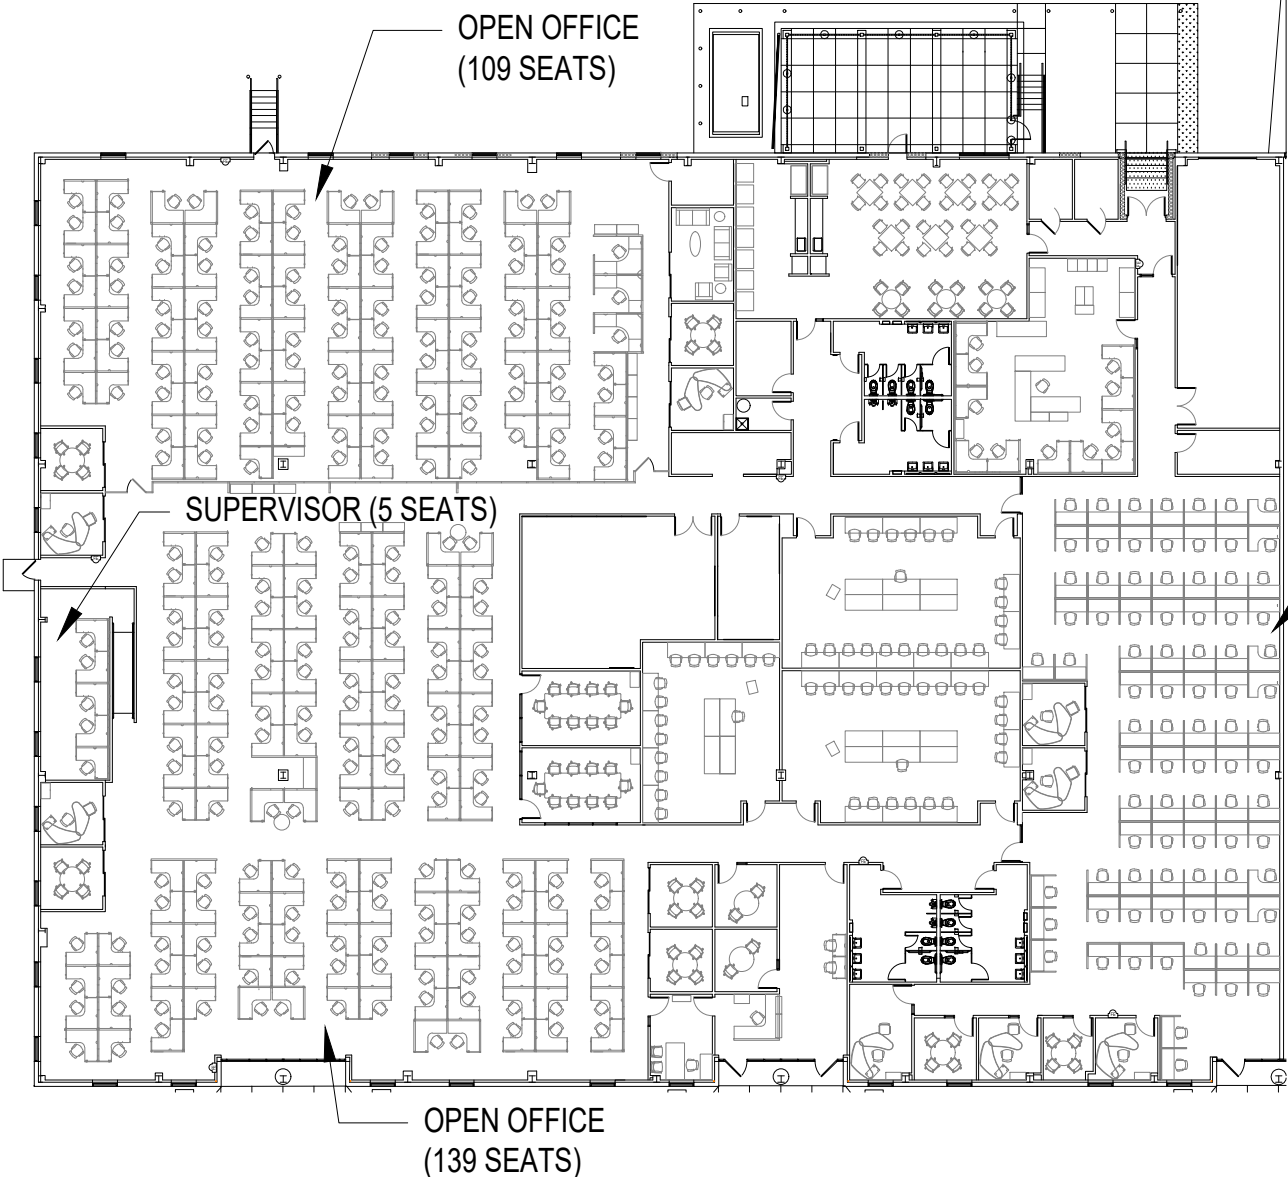 OPEN OFFICE
(109 SEATS)
SUPERVISOR (5 SEATS)
OPEN OFFICE
(139 SEATS)